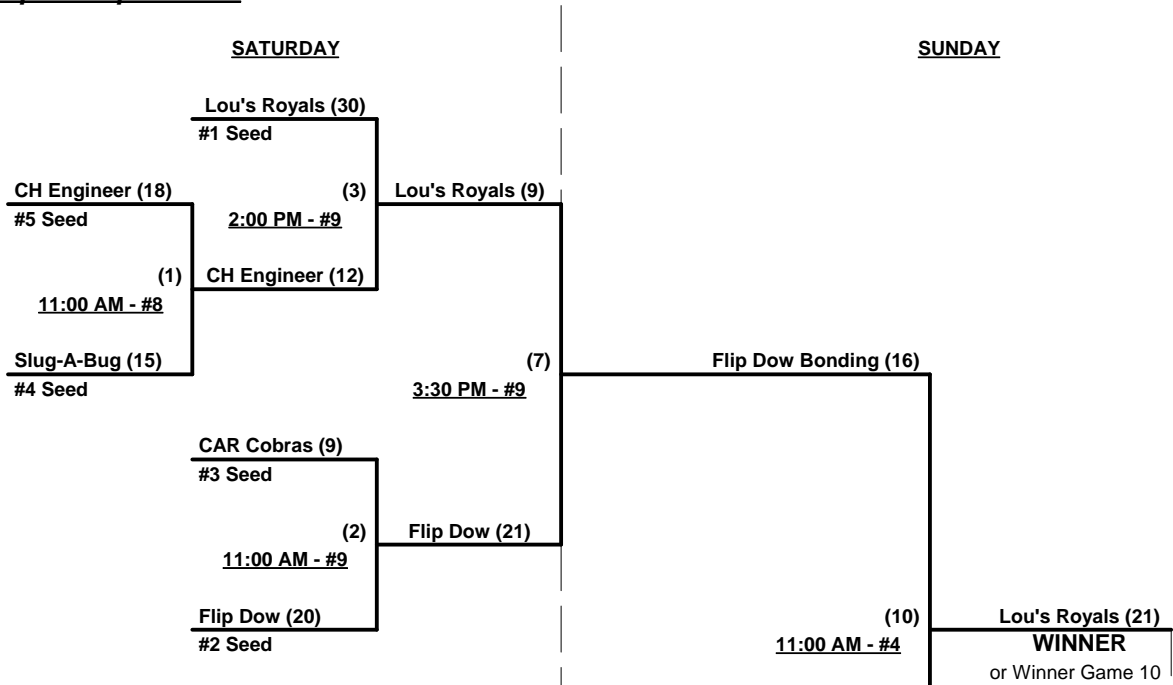 SATURDAY
SUNDAY
Lou's Royals (30)
#1 Seed
CH Engineer (18)
#5 Seed
(3)
2:00 PM - #9
Lou's Royals (9)
(1)
11:00 AM - #8
CH Engineer (12)
Slug-A-Bug (15)
#4 Seed
(7)
3:30 PM - #9
Flip Dow Bonding (16)
CAR Cobras (9)
#3 Seed
(2)
11:00 AM - #9
Flip Dow (21)
Flip Dow (20)
#2 Seed
(10)
11:00 AM - #4
Lou's Royals (21)
WINNER
or Winner Game 10